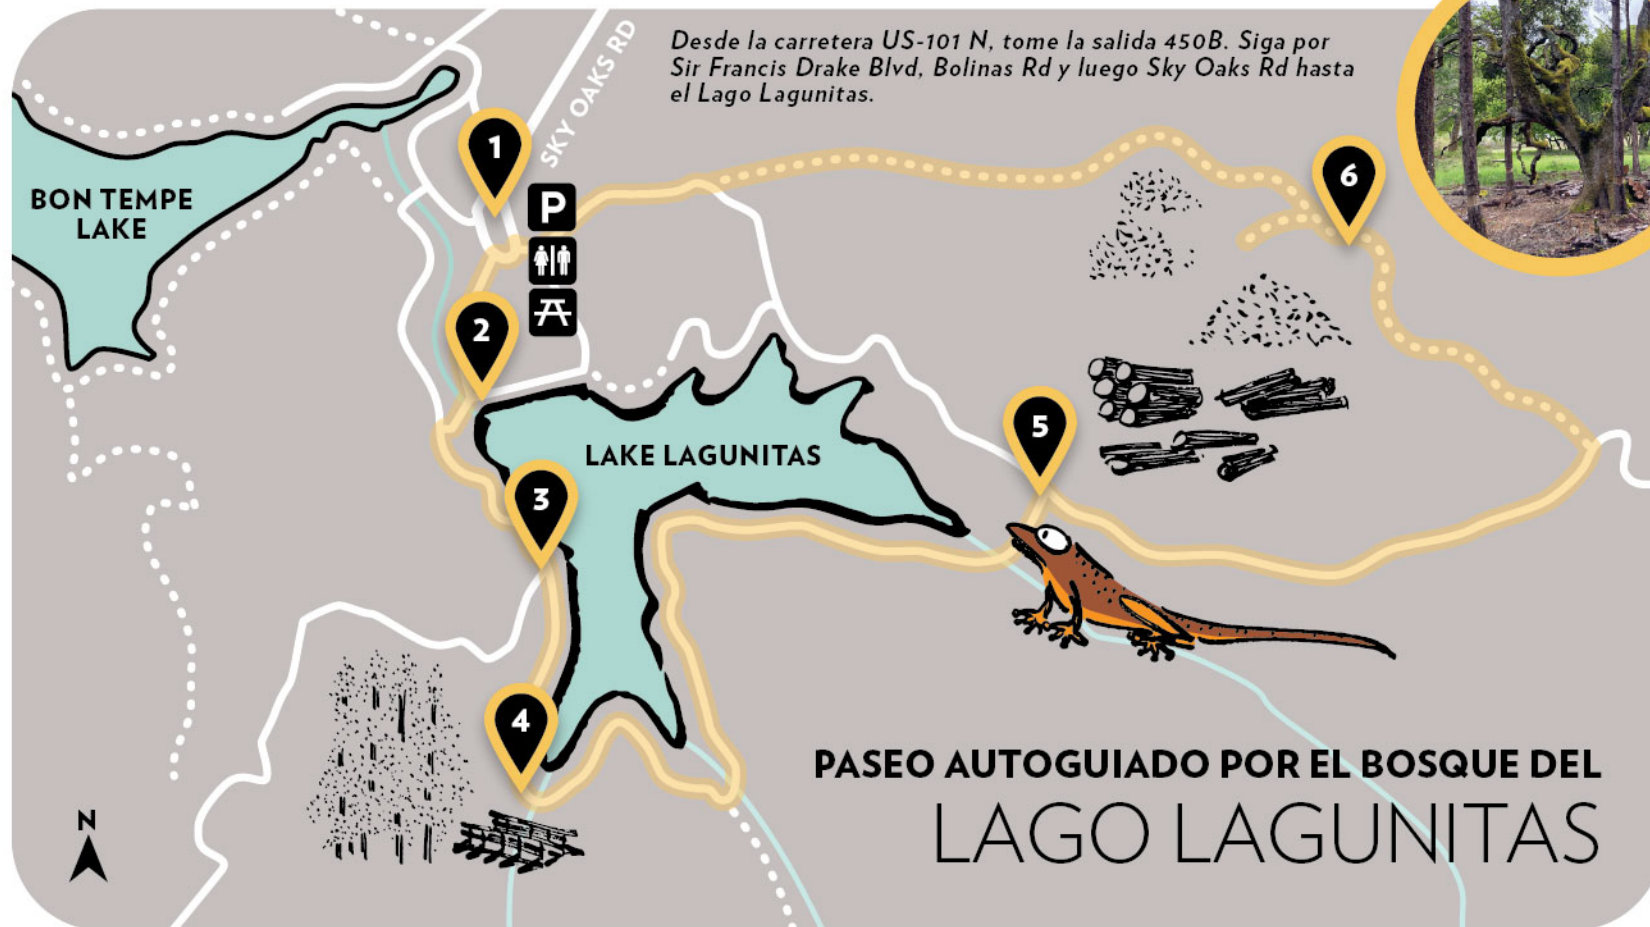 Desde la carretera US-101 N, tome la salida 450B. Siga por
Sir Francis Drake Blvd, Bolinas Rd y luego Sky Oaks Rd hasta
el Lago Lagunitas.
SKY OAKS RD
1
P
6
BON TEMPE
LAKE
2
5
LAKE LAGUNITAS
3
4
PASEO AUTOGUIADO POR EL BOSQUE DEL
LAGO LAGUNITAS
N